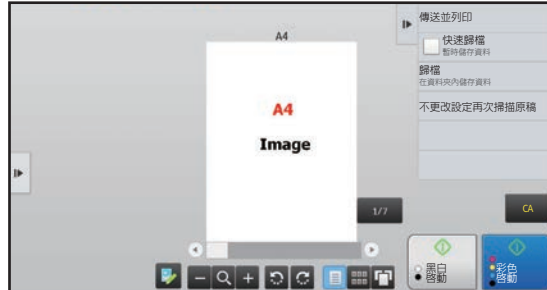 A4
A4
Image
1/7
傳送並列印
快速歸檔
暫時儲存資料
歸檔
在資料夾內儲存資料
不更改設定再次掃描原稿
CA
黑白
啓動
彩色
啓動